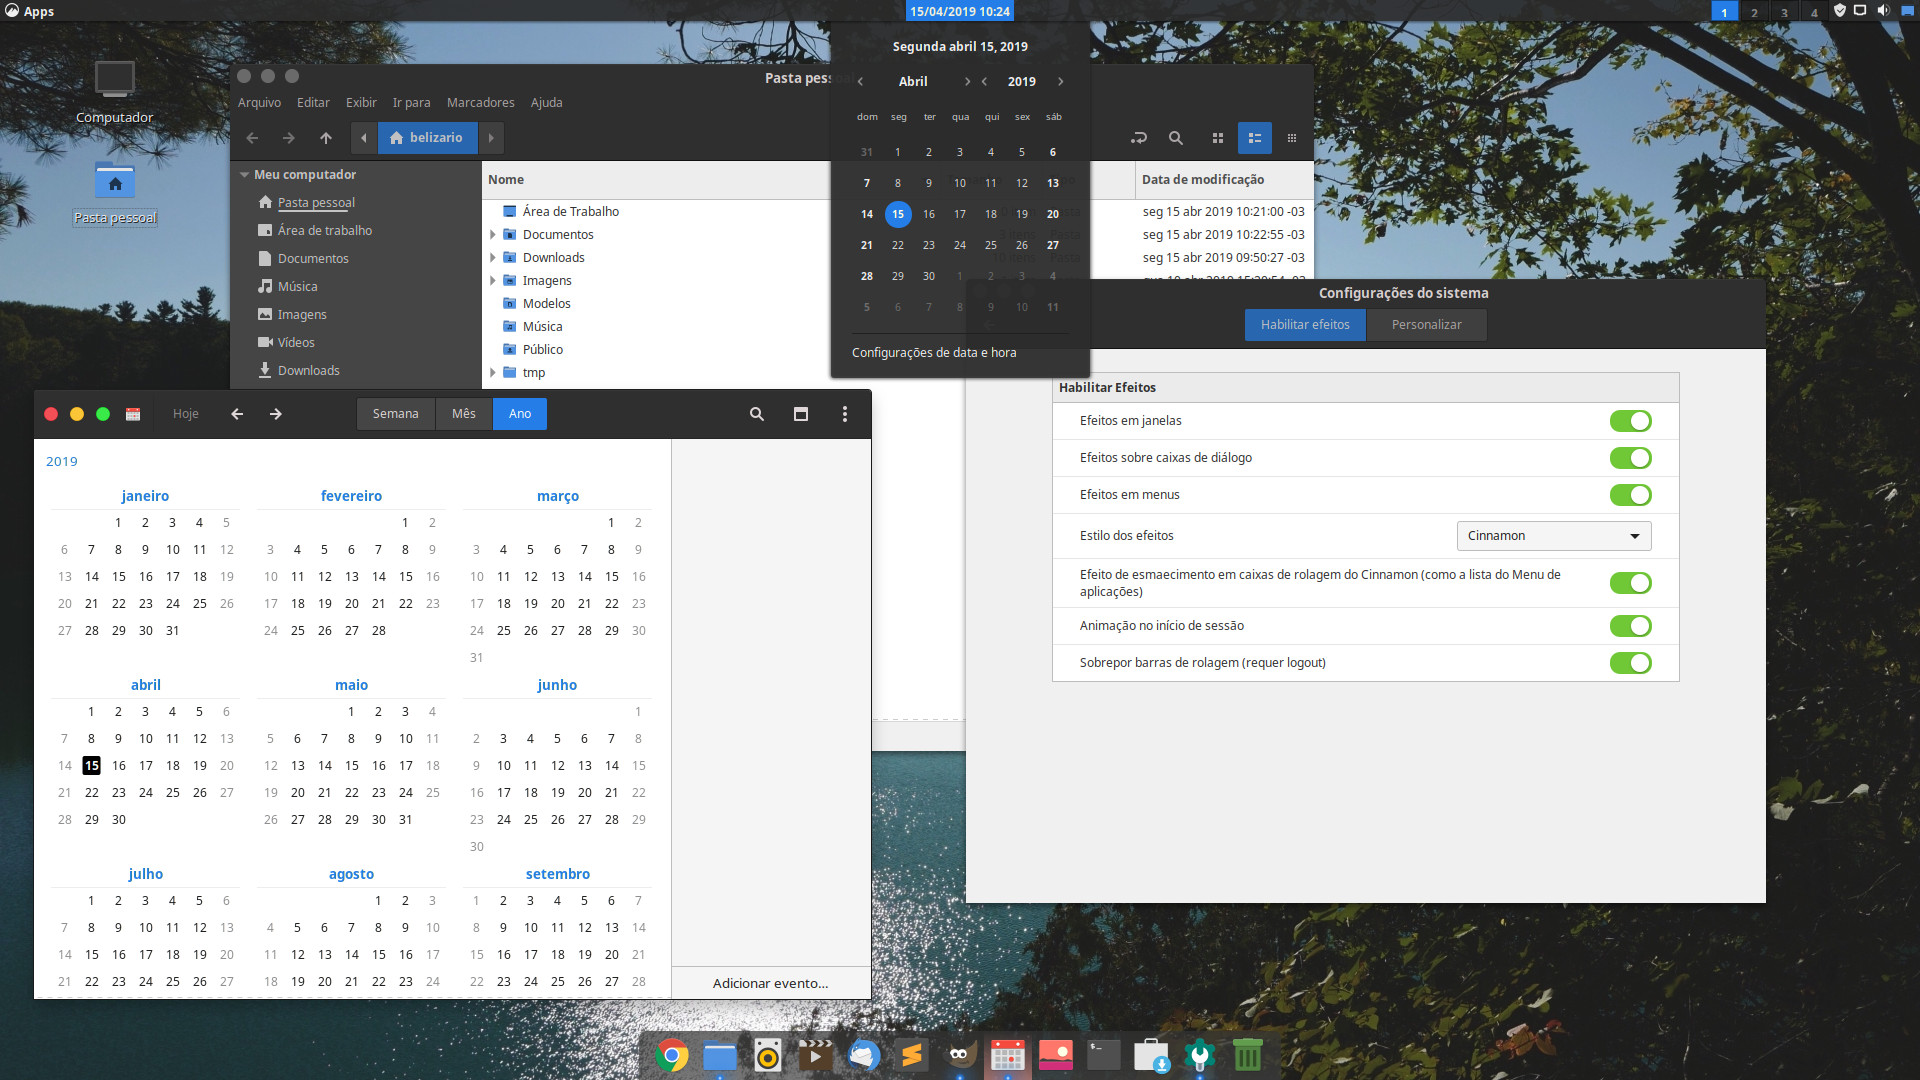 Apps
15/04/2019 10:24
1 2 3 4
Computador
Pasta pessoal
Pasta pess
Arquivo Editar Exibir Ir para Marcadores Ajuda
belizario
Meu computador
Pasta pessoal
Área de trabalho
Documentos
Música
Imagens
Vídeos
Downloads
Nome
Data de modificação
Área de Trabalho
seg 15 abr 2019 10:21:00 -03
Documentos
seg 15 abr 2019 10:22:55 -03
Downloads
seg 15 abr 2019 09:50:27 -03
Imagens
Modelos
Música
Público
tmp
Segunda abril 15, 2019
Abril 2019
dom seg ter qua qui sex sáb
31 1 2 3 4 5 6
7 8 9 10 11 12 13
14 15 16 17 18 19 20
21 22 23 24 25 26 27
28 29 30 1 2 3 4
5 6 7 8 9 10 11
Configurações de data e hora
Configurações do sistema
Habilitar efeitos Personalizar
Habilitar Efeitos
Efeitos em janelas
Efeitos sobre caixas de diálogo
Efeitos em menus
Estilo dos efeitos Cinnamon
Efeito de esmaecimento em caixas de rolagem do Cinnamon (como a lista do Menu de
aplicações)
Animação no início de sessão
Sobrepor barras de rolagem (requer logout)
Hoje Semana Mês Ano
2019
janeiro
1 2 3 4 5
6 7 8 9 10 11 12
13 14 15 16 17 18 19
20 21 22 23 24 25 26
27 28 29 30 31
fevereiro
1 2
3 4 5 6 7 8 9
10 11 12 13 14 15 16
17 18 19 20 21 22 23
24 25 26 27 28
março
1 2
3 4 5 6 7 8 9
10 11 12 13 14 15 16
17 18 19 20 21 22 23
24 25 26 27 28 29 30
31
abril
1 2 3 4 5 6
7 8 9 10 11 12 13
14 15 16 17 18 19 20
21 22 23 24 25 26 27
28 29 30
maio
1 2 3 4
5 6 7 8 9 10 11
12 13 14 15 16 17 18
19 20 21 22 23 24 25
26 27 28 29 30 31
junho
1
2 3 4 5 6 7 8
9 10 11 12 13 14 15
16 17 18 19 20 21 22
23 24 25 26 27 28 29
30
julho
1 2 3 4 5 6
7 8 9 10 11 12 13
14 15 16 17 18 19 20
21 22 23 24 25 26 27
agosto
1 2 3
4 5 6 7 8 9 10
11 12 13 14 15 16 17
18 19 20 21 22 23 24
setembro
1 2 3 4 5 6 7
8 9 10 11 12 13 14
15 16 17 18 19 20 21
22 23 24 25 26 27 28
Adicionar evento...